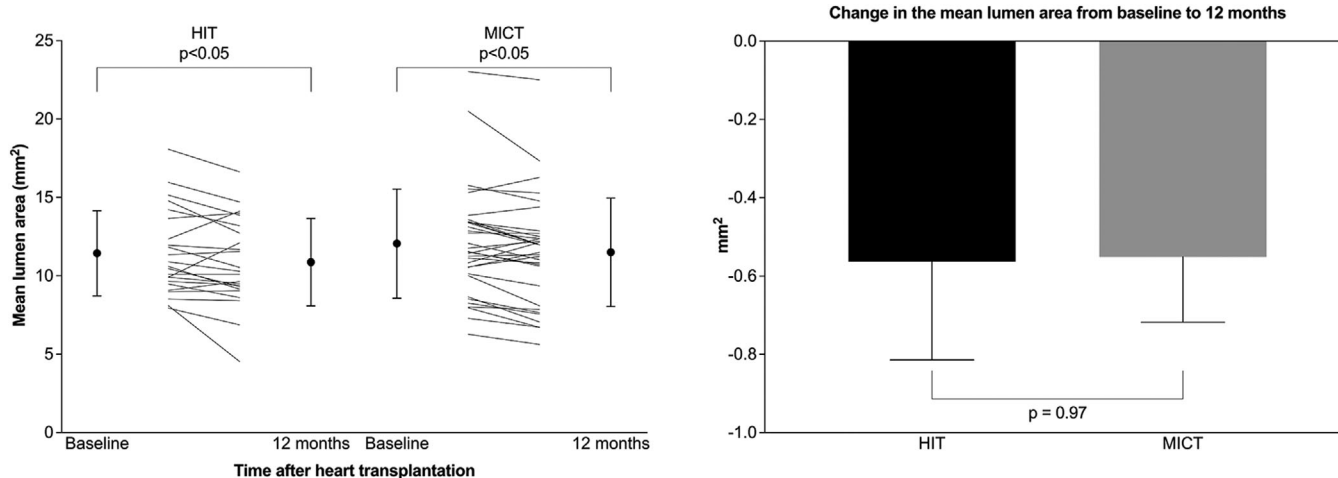 HIT
p<0.05
MICT
p<0.05
25
20
15
10
5
0
Mean lumen area (mm²)
Baseline
12 months
Baseline
12 months
Time after heart transplantation
Change in the mean lumen area from baseline to 12 months
0.0
-0.2
-0.4
-0.6
-0.8
-1.0
mm²
p = 0.97
HIT
MICT